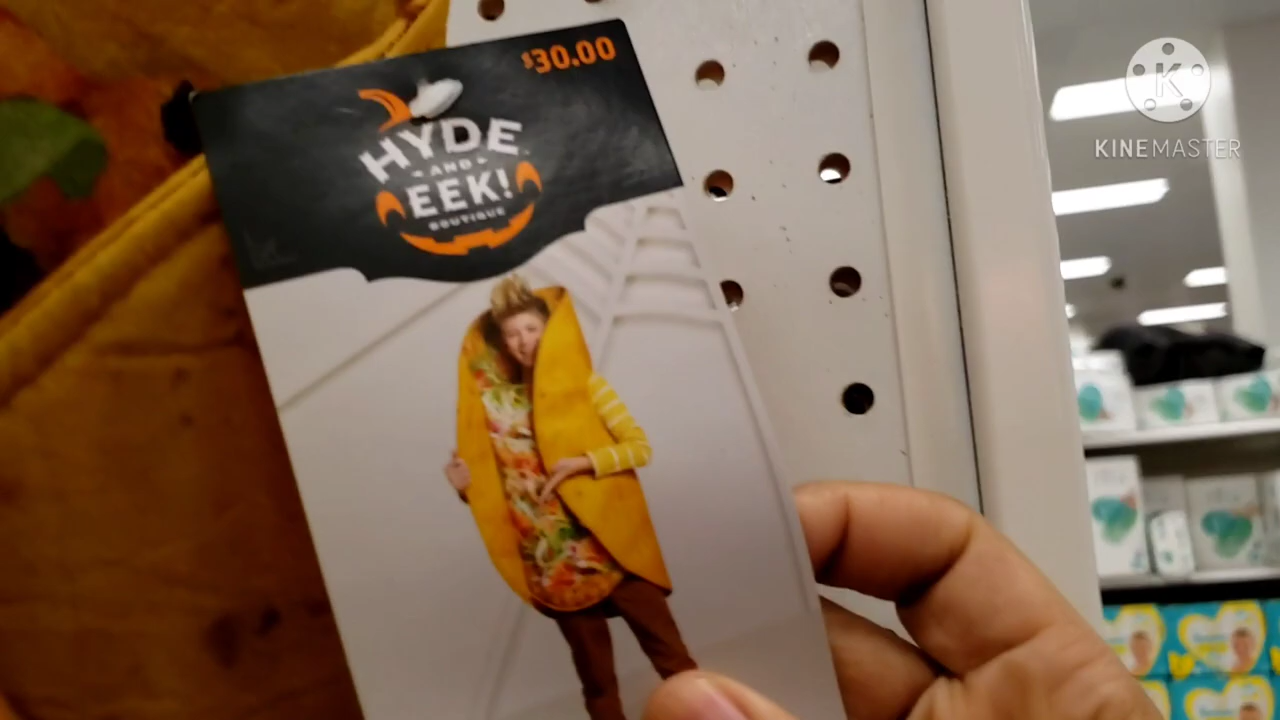 $30.00
HYDE
- AND -
EEK!
BOUTIQUE
K
KINEMASTER